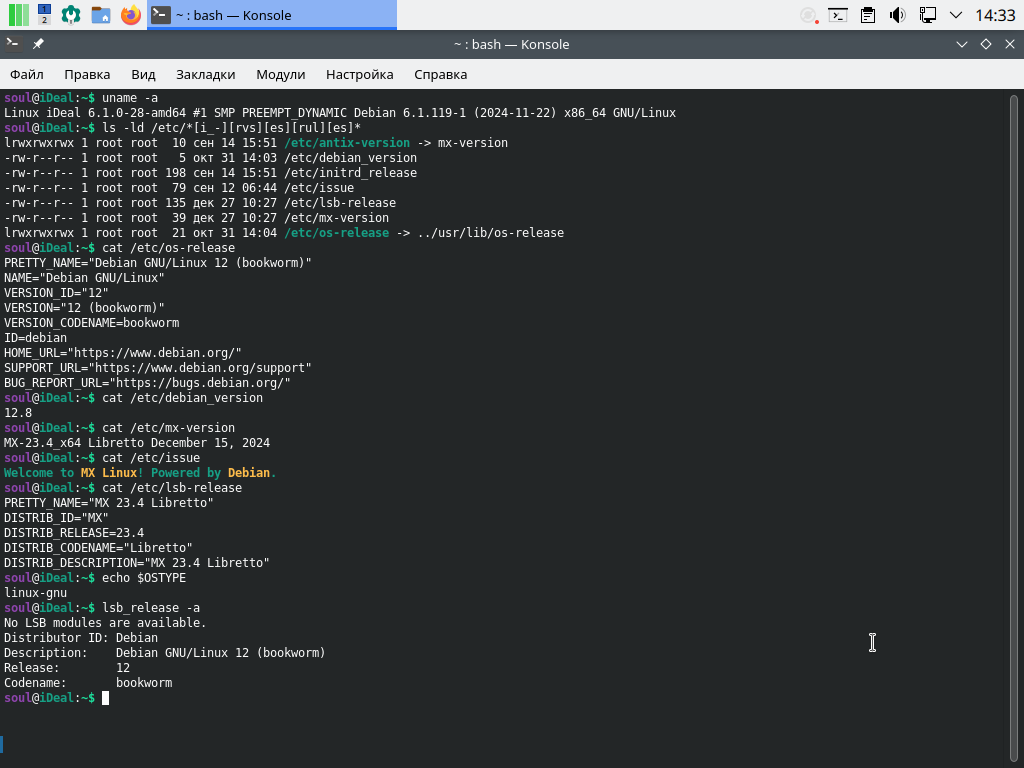 1
2
~ : bash — Konsole
14:33
~ : bash — Konsole
Файл Правка Вид Закладки Модули Настройка Справка
soul@iDeal:~$ uname -a
Linux iDeal 6.1.0-28-amd64 #1 SMP PREEMPT_DYNAMIC Debian 6.1.119-1 (2024-11-22) x86_64 GNU/Linux
soul@iDeal:~$ ls -ld /etc/*[i_-][rvs][es][rul][es]*
lrwxrwxrwx 1 root root  10 сен 14 15:51 /etc/antix-version -> mx-version
-rw-r--r-- 1 root root   5 окт 31 14:03 /etc/debian_version
-rw-r--r-- 1 root root 198 сен 14 15:51 /etc/initrd_release
-rw-r--r-- 1 root root  79 сен 12 06:44 /etc/issue
-rw-r--r-- 1 root root 135 дек 27 10:27 /etc/lsb-release
-rw-r--r-- 1 root root  39 дек 27 10:27 /etc/mx-version
lrwxrwxrwx 1 root root  21 окт 31 14:04 /etc/os-release -> ../usr/lib/os-release
soul@iDeal:~$ cat /etc/os-release
PRETTY_NAME="Debian GNU/Linux 12 (bookworm)"
NAME="Debian GNU/Linux"
VERSION_ID="12"
VERSION="12 (bookworm)"
VERSION_CODENAME=bookworm
ID=debian
HOME_URL="https://www.debian.org/"
SUPPORT_URL="https://www.debian.org/support"
BUG_REPORT_URL="https://bugs.debian.org/"
soul@iDeal:~$ cat /etc/debian_version
12.8
soul@iDeal:~$ cat /etc/mx-version
MX-23.4_x64 Libretto December 15, 2024
soul@iDeal:~$ cat /etc/issue
Welcome to MX Linux! Powered by Debian.
soul@iDeal:~$ cat /etc/lsb-release
PRETTY_NAME="MX 23.4 Libretto"
DISTRIB_ID="MX"
DISTRIB_RELEASE=23.4
DISTRIB_CODENAME="Libretto"
DISTRIB_DESCRIPTION="MX 23.4 Libretto"
soul@iDeal:~$ echo $OSTYPE
linux-gnu
soul@iDeal:~$ lsb_release -a
No LSB modules are available.
Distributor ID: Debian
Description:    Debian GNU/Linux 12 (bookworm)
Release:        12
Codename:       bookworm
soul@iDeal:~$